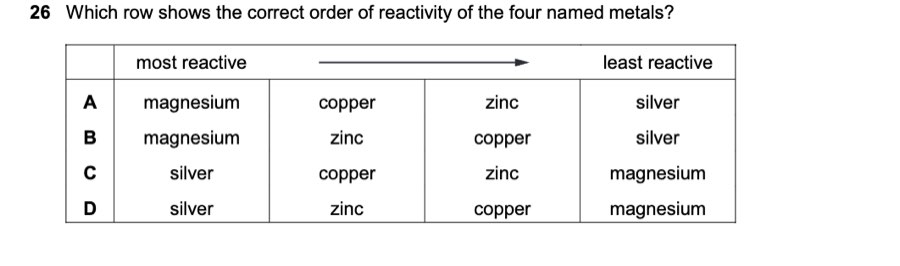 26 Which row shows the correct order of reactivity of the four named metals?
most reactive least reactive
A magnesium copper zinc silver
B magnesium zinc copper silver
C silver copper zinc magnesium
D silver zinc copper magnesium